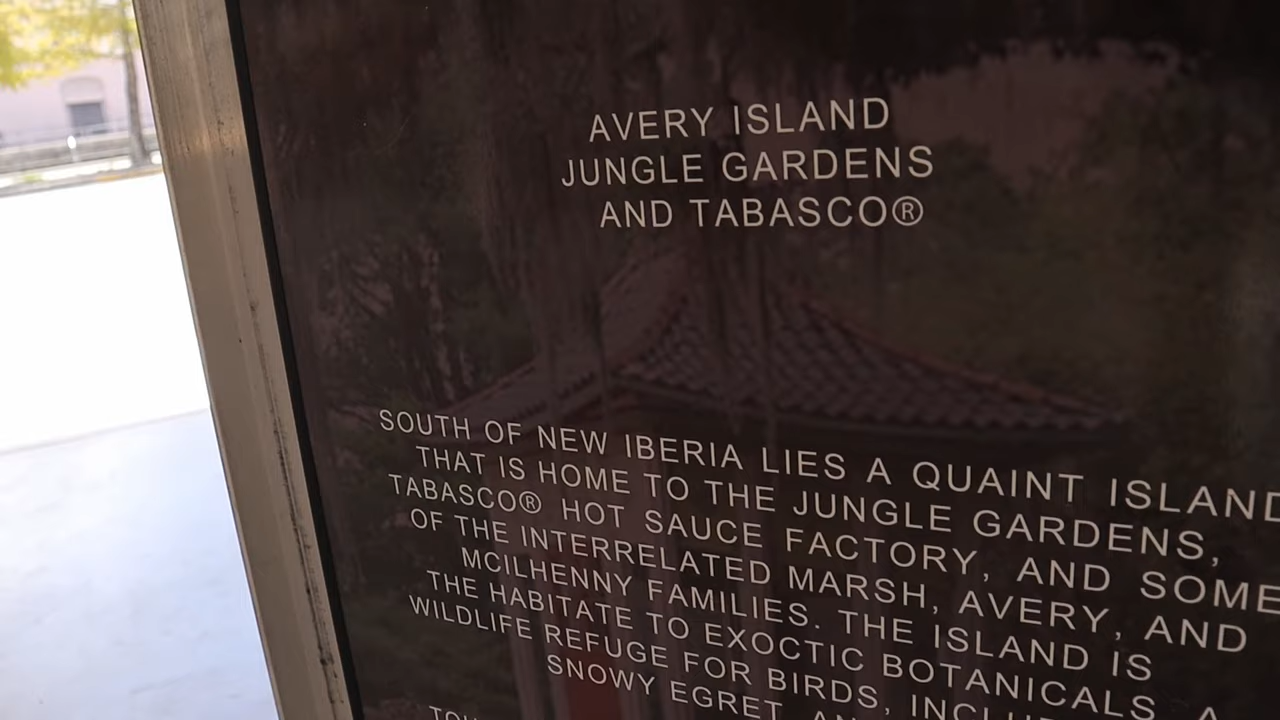 AVERY ISLAND
JUNGLE GARDENS
AND TABASCO®
SOUTH OF NEW IBERIA LIES A QUAINT ISLAND
THAT IS HOME TO THE JUNGLE GARDENS,
TABASCO® HOT SAUCE FACTORY, AND SOME
OF THE INTERRELATED MARSH, AVERY, AND
MCILHENNY FAMILIES. THE ISLAND IS
THE HABITATE TO EXOCTIC BOTANICALS, A
WILDLIFE REFUGE FOR BIRDS,
SNOWY EGRET,